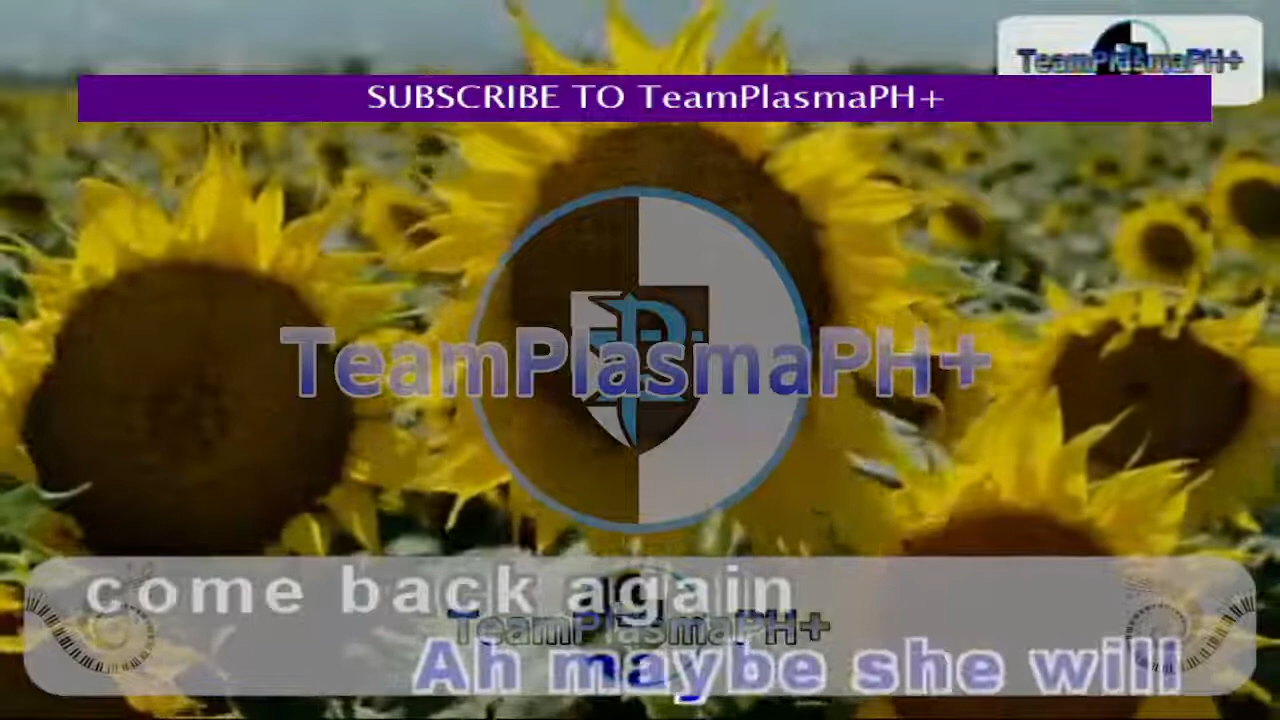 TeamPlasmaPH+
SUBSCRIBE TO TeamPlasmaPH+
TeamPlasmaPH+
come back again
TeamPlasmaPH+
Ah maybe she will